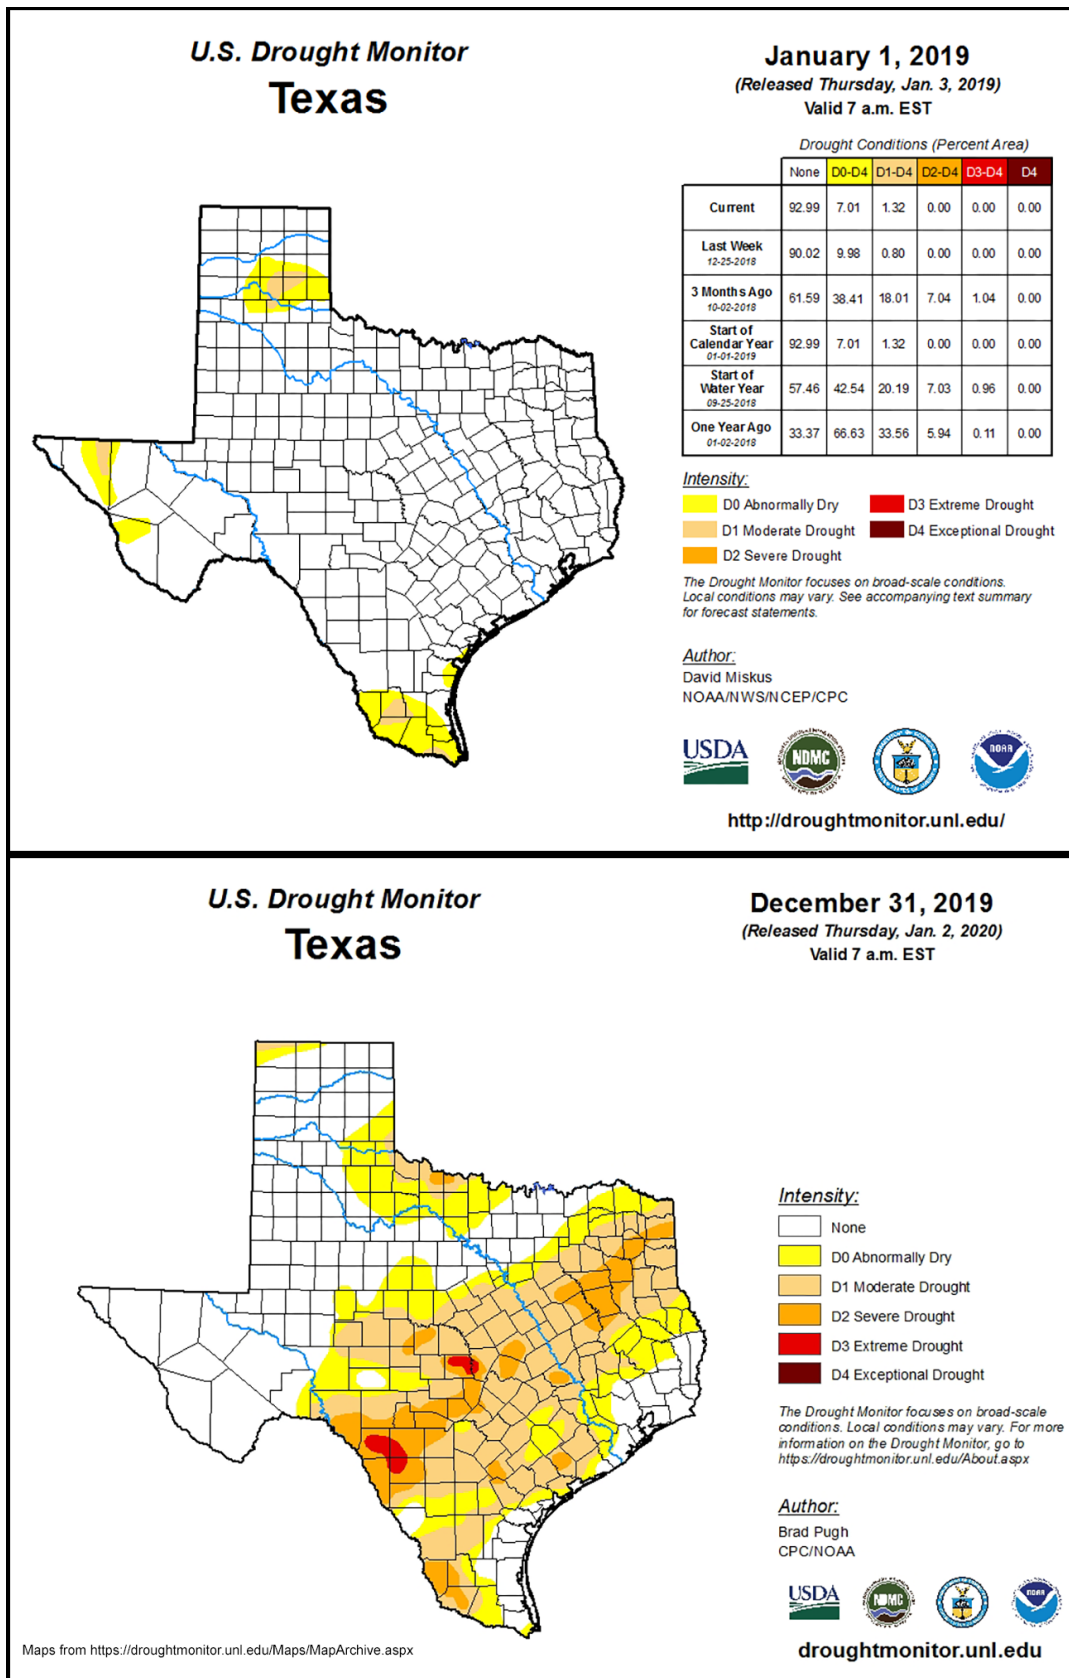 U.S. Drought Monitor
Texas
January 1, 2019
(Released Thursday, Jan. 3, 2019)
Valid 7 a.m. EST
Drought Conditions (Percent Area)
None D0-D4 D1-D4 D2-D4 D3-D4 D4
Current 92.99 7.01 1.32 0.00 0.00 0.00
Last Week
12-25-2018 90.02 9.98 0.80 0.00 0.00 0.00
3 Months Ago
10-02-2018 61.59 38.41 18.01 7.04 1.04 0.00
Start of
Calendar Year
01-01-2019 92.99 7.01 1.32 0.00 0.00 0.00
Start of
Water Year
09-25-2018 57.46 42.54 20.19 7.03 0.96 0.00
One Year Ago
01-02-2018 33.37 66.63 33.56 5.94 0.11 0.00
Intensity:
D0 Abnormally Dry
D1 Moderate Drought
D2 Severe Drought
D3 Extreme Drought
D4 Exceptional Drought
The Drought Monitor focuses on broad-scale conditions.
Local conditions may vary. See accompanying text summary
for forecast statements.
Author:
David Miskus
NOAA/NWS/NCEP/CPC
USDA
NDMC
NOAA
http://droughtmonitor.unl.edu/
U.S. Drought Monitor
Texas
December 31, 2019
(Released Thursday, Jan. 2, 2020)
Valid 7 a.m. EST
Intensity:
None
D0 Abnormally Dry
D1 Moderate Drought
D2 Severe Drought
D3 Extreme Drought
D4 Exceptional Drought
The Drought Monitor focuses on broad-scale
conditions. Local conditions may vary. For more
information on the Drought Monitor, go to
https://droughtmonitor.unl.edu/About.aspx
Author:
Brad Pugh
CPC/NOAA
USDA
NDMC
NOAA
droughtmonitor.unl.edu
Maps from https://droughtmonitor.unl.edu/Maps/MapArchive.aspx